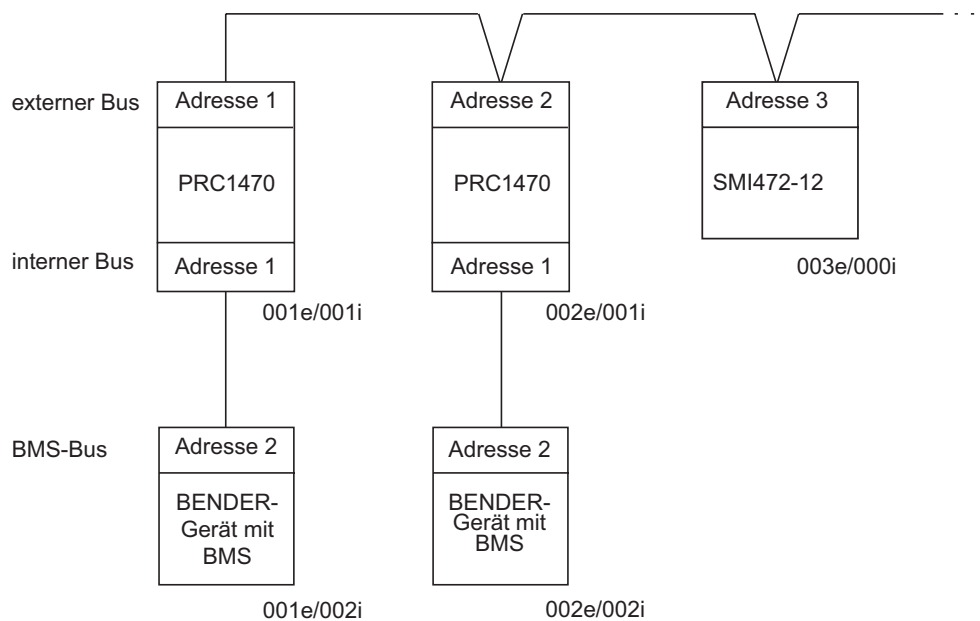 externer Bus
Adresse 1
Adresse 2
Adresse 3
PRC1470
PRC1470
SMI472-12
interner Bus
Adresse 1
Adresse 1
003e/000i
001e/001i
002e/001i
BMS-Bus
Adresse 2
Adresse 2
BENDER-
Gerät mit
BMS
BENDER-
Gerät mit
BMS
001e/002i
002e/002i